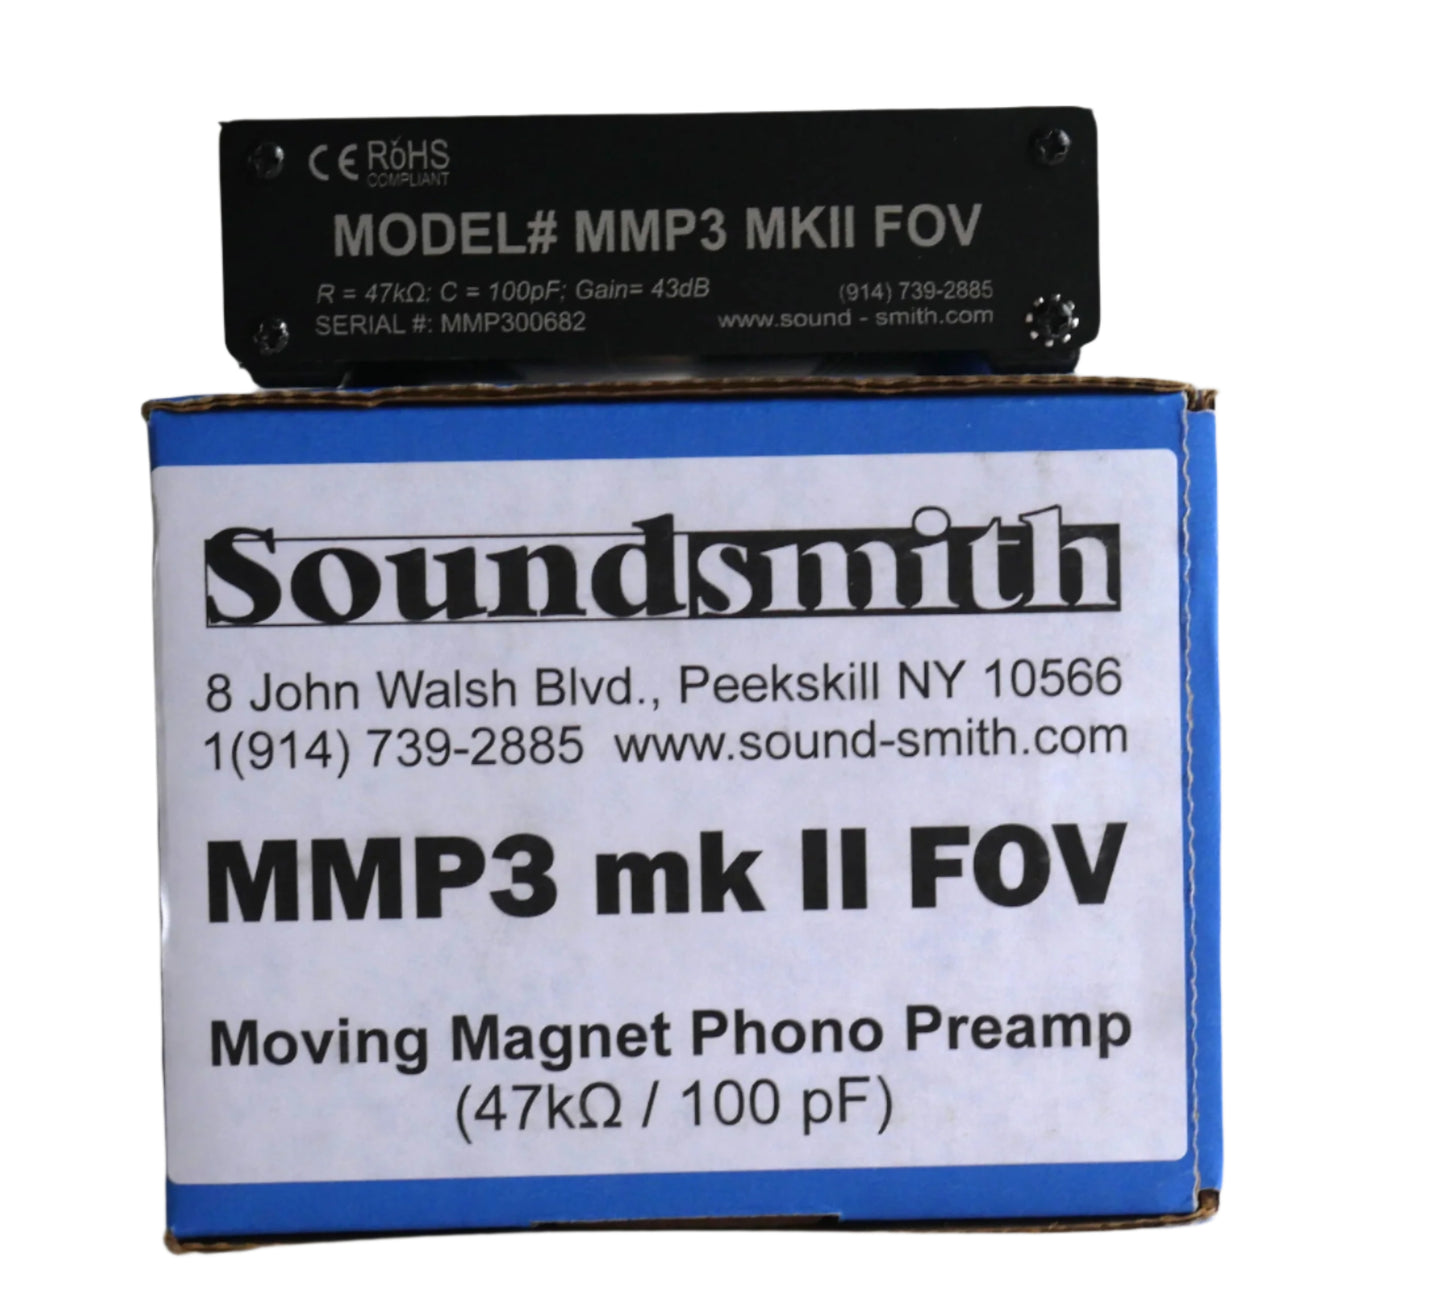 CE RoHS
COMPLIANT
MODEL# MMP3 MKII FOV
R = 47kΩ: C = 100pF; Gain= 43dB
(914) 739-2885
SERIAL #: MMP300682
www.sound - smith.com
Soundsmith
8 John Walsh Blvd., Peekskill NY 10566
1(914) 739-2885 www.sound-smith.com
MMP3 mk II FOV
Moving Magnet Phono Preamp
(47kΩ / 100 pF)